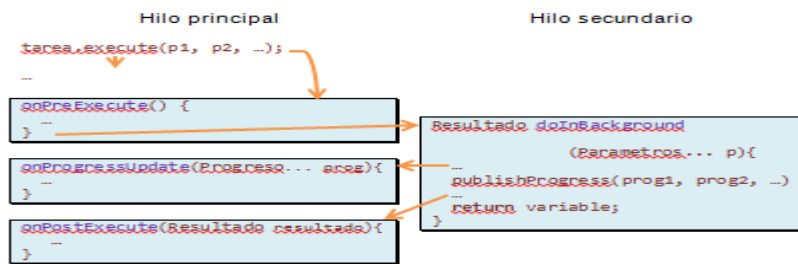 Hilo principal
tarea.execute(p1, p2, …);
…
onPreExecute() {
…
}
onProgressUpdate(Progreso... prog){
…
}
onPostExecute(Resultado resultado){
…
}
Hilo secundario
Resultado doInBackground
(Parametros... p){
…
publishProgress(prog1, prog2, …)
…
return variable;
}